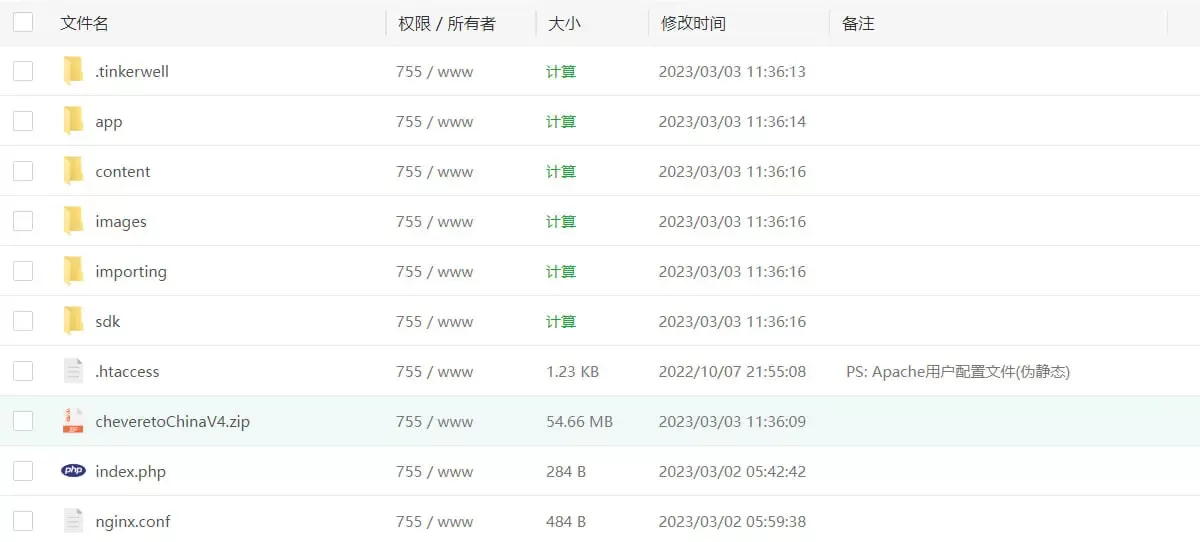 文件名 权限 / 所有者 大小 修改时间 备注
.tinkerwell 755 / www 计算 2023/03/03 11:36:13
app 755 / www 计算 2023/03/03 11:36:14
content 755 / www 计算 2023/03/03 11:36:16
images 755 / www 计算 2023/03/03 11:36:16
importing 755 / www 计算 2023/03/03 11:36:16
sdk 755 / www 计算 2023/03/03 11:36:16
.htaccess 755 / www 1.23 KB 2022/10/07 21:55:08 PS: Apache用户配置文件(伪静态)
cheveretoChinaV4.zip 755 / www 54.66 MB 2023/03/03 11:36:09
php index.php 755 / www 284 B 2023/03/02 05:42:42
nginx.conf 755 / www 484 B 2023/03/02 05:59:38